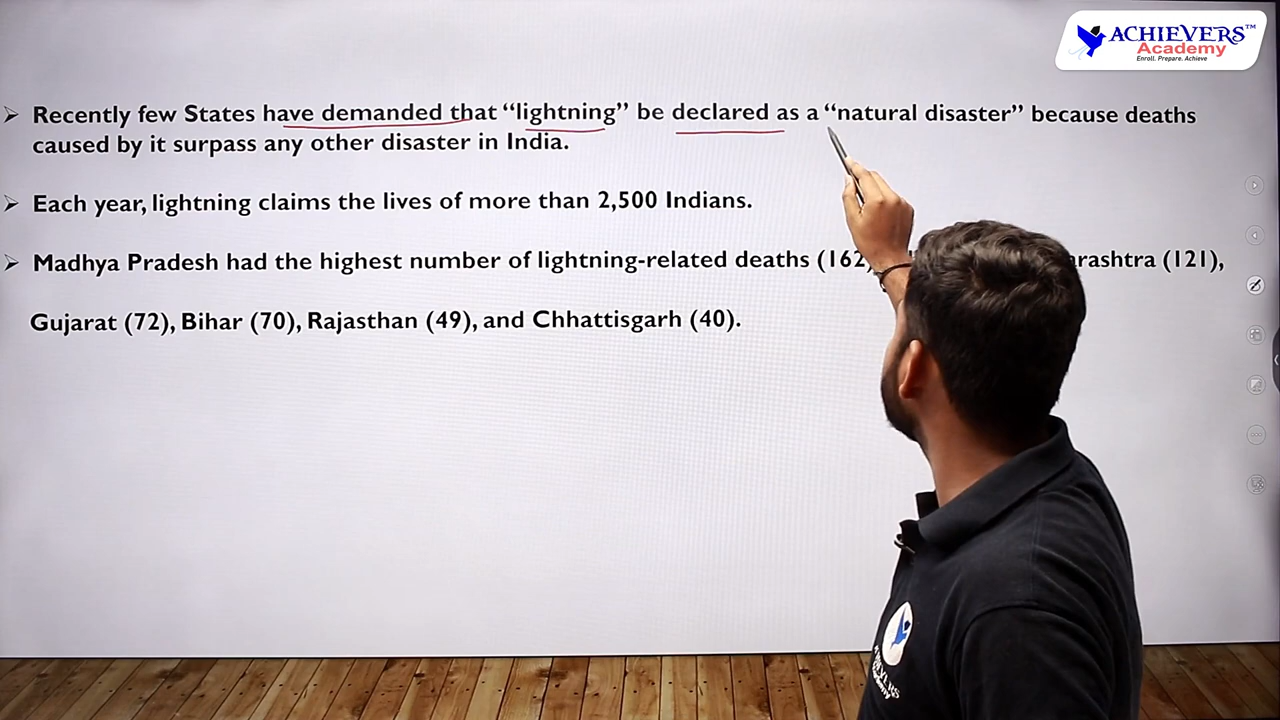 ACHIEVERS™
Academy
Enroll. Prepare. Achieve
Recently few States have demanded that “lightning” be declared as a “natural disaster” because deaths
caused by it surpass any other disaster in India.
Each year, lightning claims the lives of more than 2,500 Indians.
Madhya Pradesh had the highest number of lightning-related deaths (162) (121),
Gujarat (72), Bihar (70), Rajasthan (49), and Chhattisgarh (40).